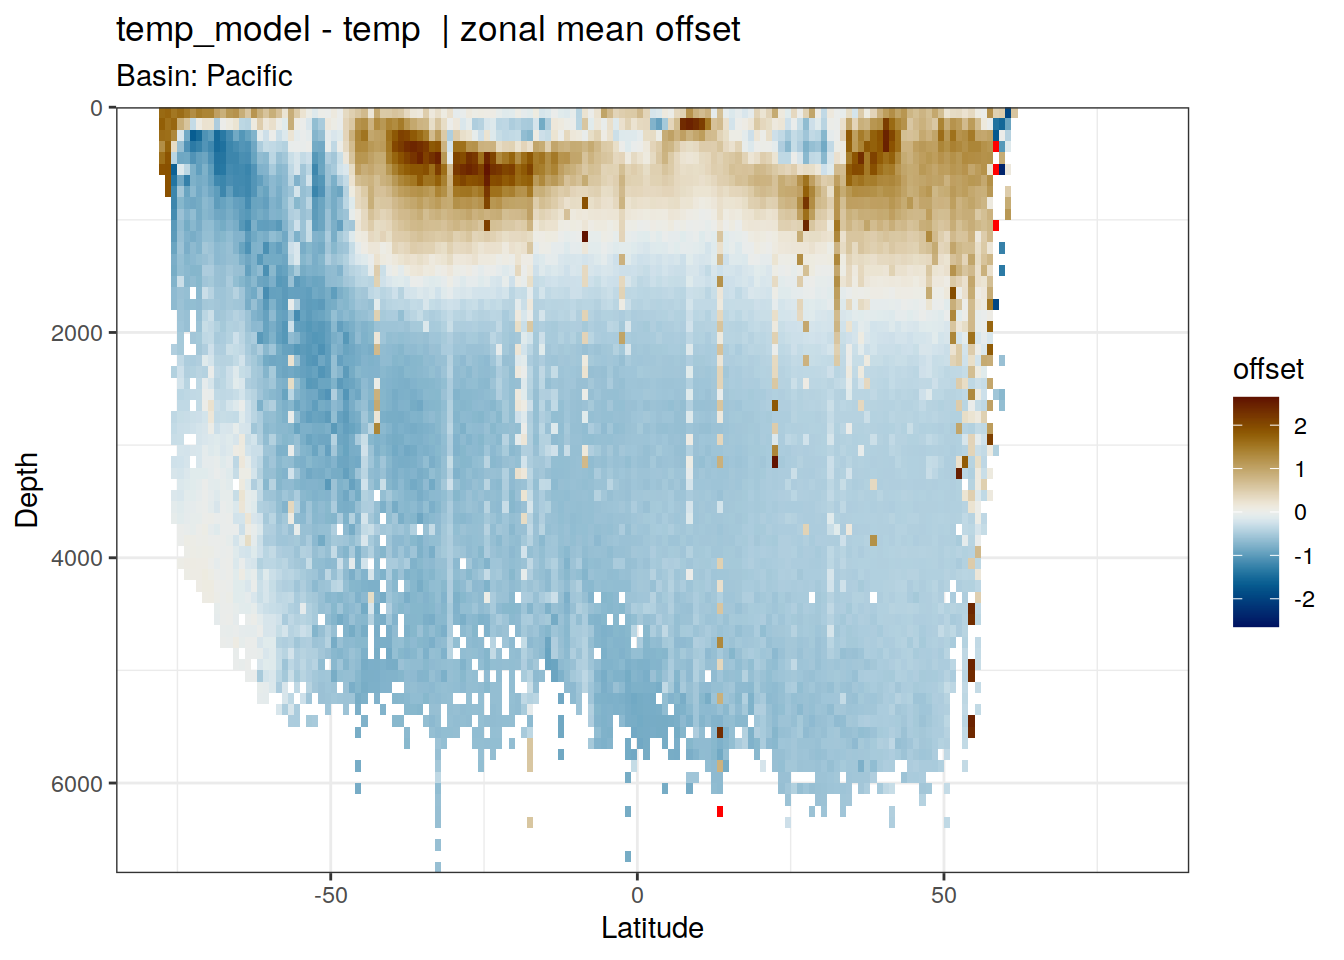 temp_model - temp  | zonal mean offset
Basin: Pacific
0
2000
4000
6000
Depth
-50
0
50
Latitude
offset
2
1
0
-1
-2